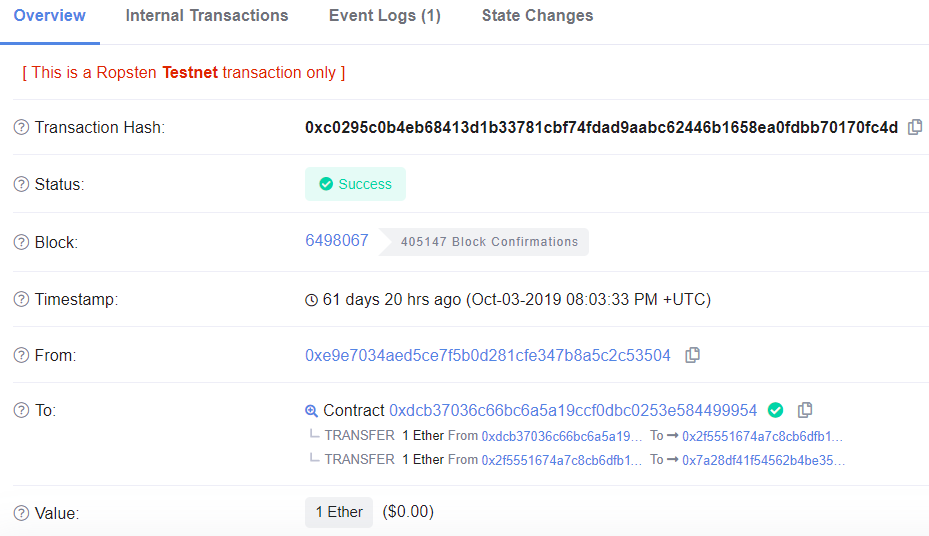 Overview Internal Transactions Event Logs (1) State Changes
[ This is a Ropsten Testnet transaction only ]
Transaction Hash: 0xc0295c0b4eb68413d1b33781cbf74fdad9aabc62446b1658ea0fdbb70170fc4d
Status: Success
Block: 6498067 405147 Block Confirmations
Timestamp: 61 days 20 hrs ago (Oct-03-2019 08:03:33 PM +UTC)
From: 0xe9e7034aed5ce7f5b0d281cfe347b8a5c2c53504
To: Contract 0xdcb37036c66bc6a5a19ccf0dbc0253e584499954
TRANSFER 1 Ether From 0xdcb37036c66bc6a5a19... To 0x2f5551674a7c8cb6dfb1...
TRANSFER 1 Ether From 0x2f5551674a7c8cb6dfb1... To 0x7a28df41f54562b4be35...
Value: 1 Ether ($0.00)